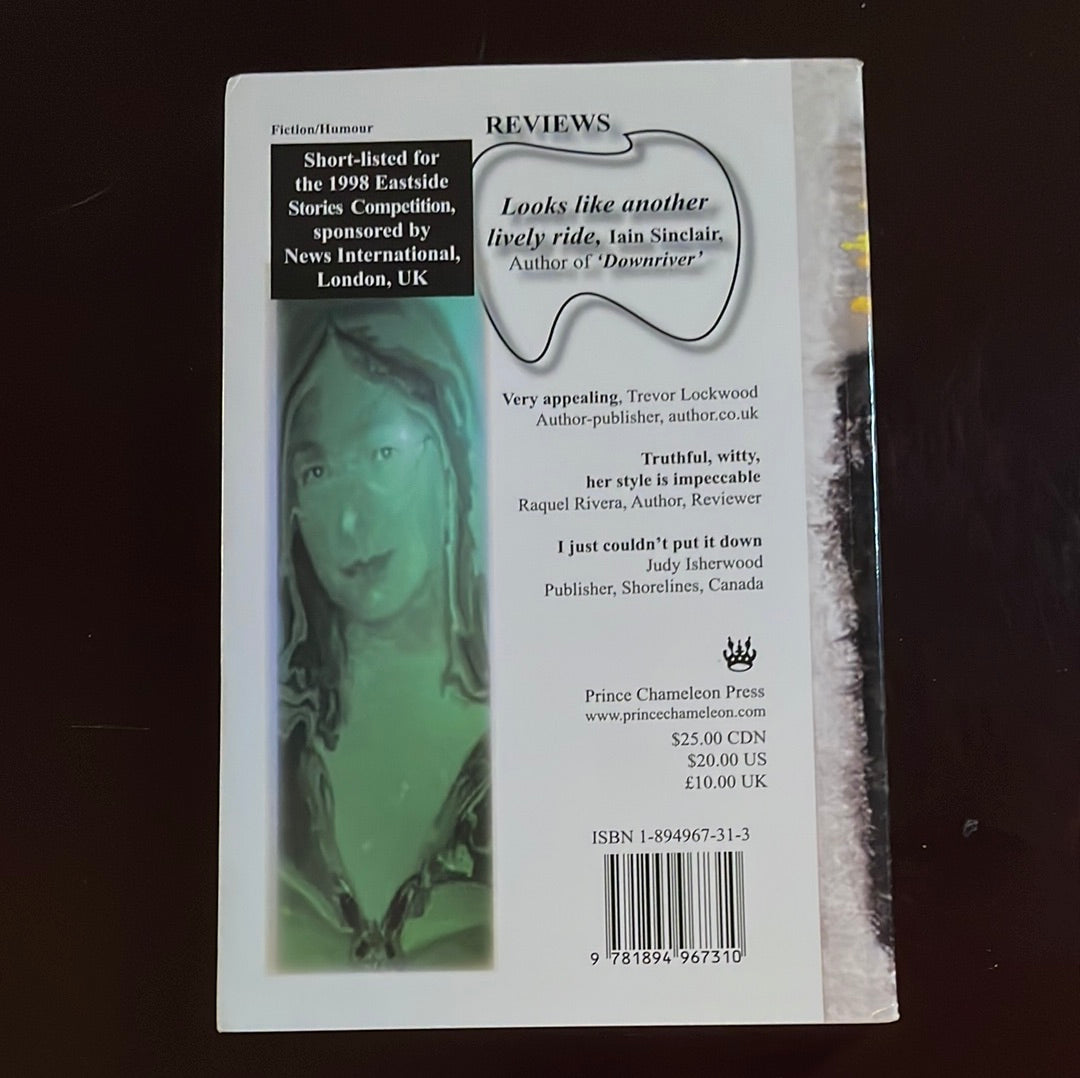 Fiction/Humour
Short-listed for
the 1998 Eastside
Stories Competition,
sponsored by
News International,
London, UK
REVIEWS
Looks like another
lively ride, Iain Sinclair,
Author of ‘Downriver’
Very appealing, Trevor Lockwood
Author-publisher, author.co.uk
Truthful, witty,
her style is impeccable
Raquel Rivera, Author, Reviewer
I just couldn’t put it down
Judy Isherwood
Publisher, Shorelines, Canada
Prince Chameleon Press
www.princechameleon.com
$25.00 CDN
$20.00 US
£10.00 UK
ISBN 1-894967-31-3
9 781894 967310